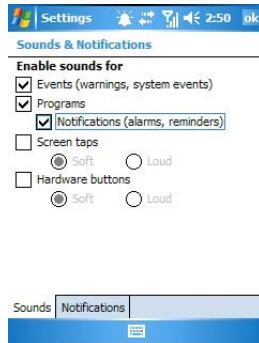 Settings 2:50 ok
Sounds & Notifications
Enable sounds for
Events (warnings, system events)
Programs
Notifications (alarms, reminders)
Screen taps
Soft Loud
Hardware buttons
Soft Loud
Sounds Notifications